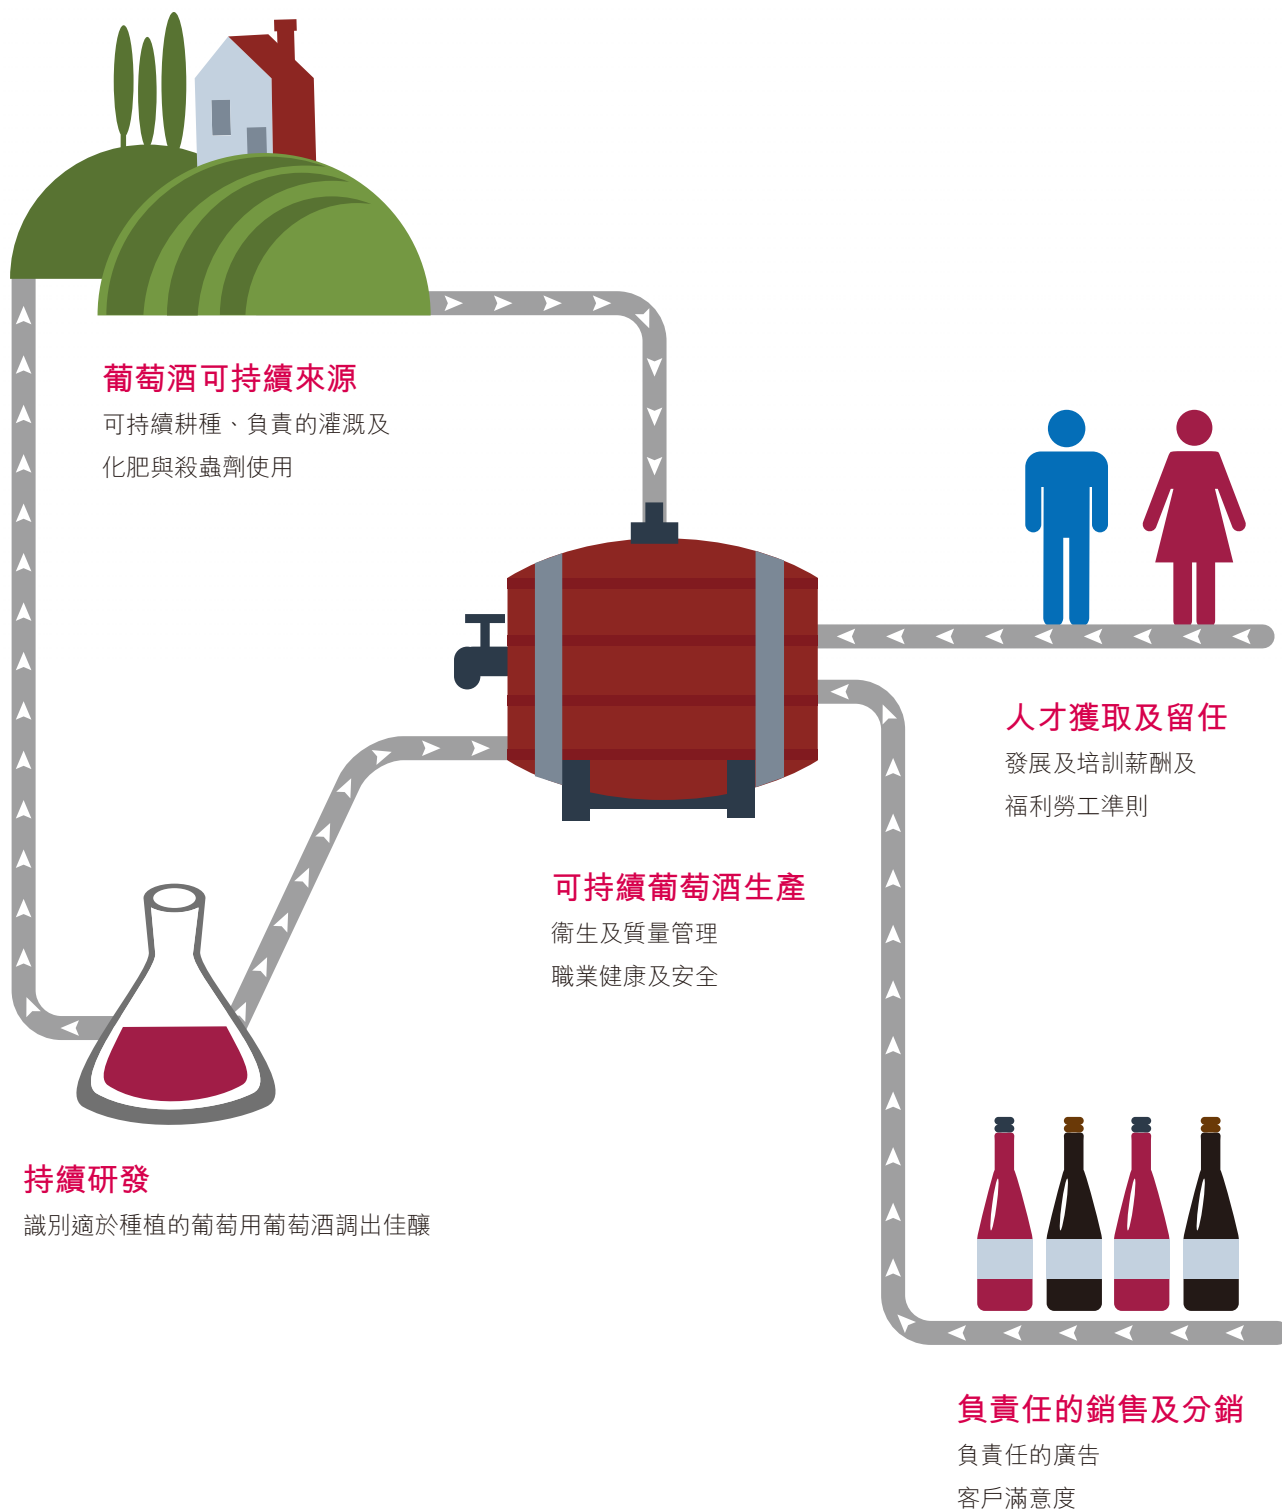 葡萄酒可持續來源
可持續耕種、負責的灌溉及
化肥與殺蟲劑使用
人才獲取及留任
發展及培訓薪酬及
福利勞工準則
可持續葡萄酒生產
衞生及質量管理
職業健康及安全
持續研發
識別適於種植的葡萄用葡萄酒調出佳釀
負責任的銷售及分銷
負責任的廣告
客戶滿意度